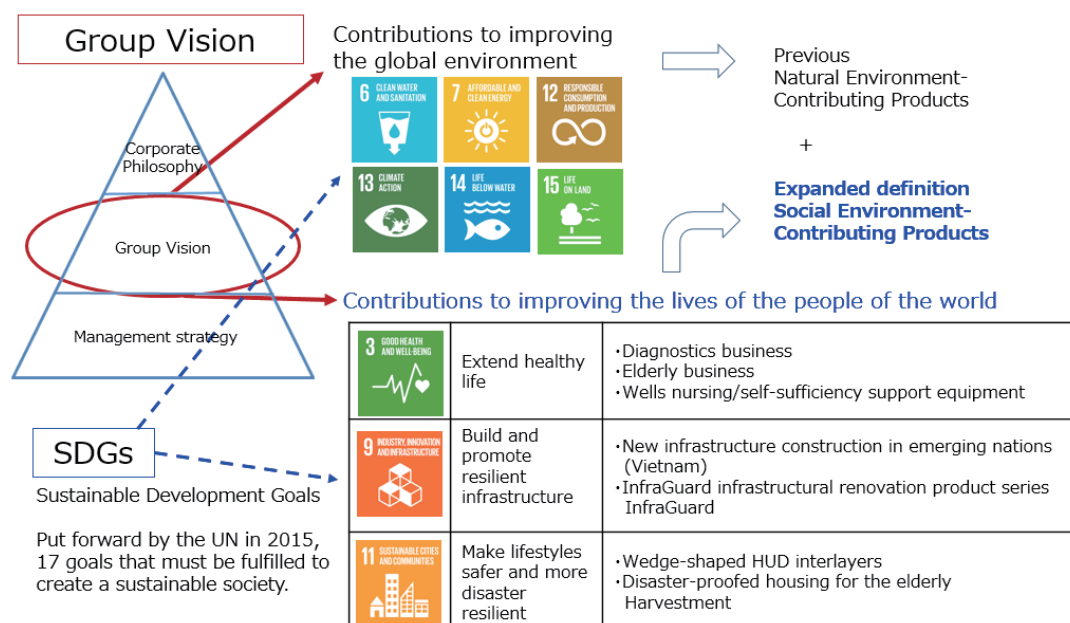 Group Vision
Corporate
Philosophy
Group Vision
Management strategy
SDGs
Sustainable Development Goals
Put forward by the UN in 2015,
17 goals that must be fulfilled to
create a sustainable society.
Contributions to improving
the global environment
6 CLEAN WATER
AND SANITATION
7 AFFORDABLE AND
CLEAN ENERGY
12 RESPONSIBLE
CONSUMPTION
AND PRODUCTION
13 CLIMATE
ACTION
14 LIFE
BELOW WATER
15 LIFE
ON LAND
Previous
Natural Environment-
Contributing Products
+
Expanded definition
Social Environment-
Contributing Products
Contributions to improving the lives of the people of the world
3 GOOD HEALTH
AND WELL-BEING
Extend healthy
life
・Diagnostics business
・Elderly business
・Wells nursing/self-sufficiency support equipment
9 INDUSTRY, INNOVATION
AND INFRASTRUCTURE
Build and
promote
resilient
infrastructure
・New infrastructure construction in emerging nations
(Vietnam)
・InfraGuard infrastructural renovation product series
InfraGuard
11 SUSTAINABLE CITIES
AND COMMUNITIES
Make lifestyles
safer and more
disaster
resilient
・Wedge-shaped HUD interlayers
・Disaster-proofed housing for the elderly
Harvestment